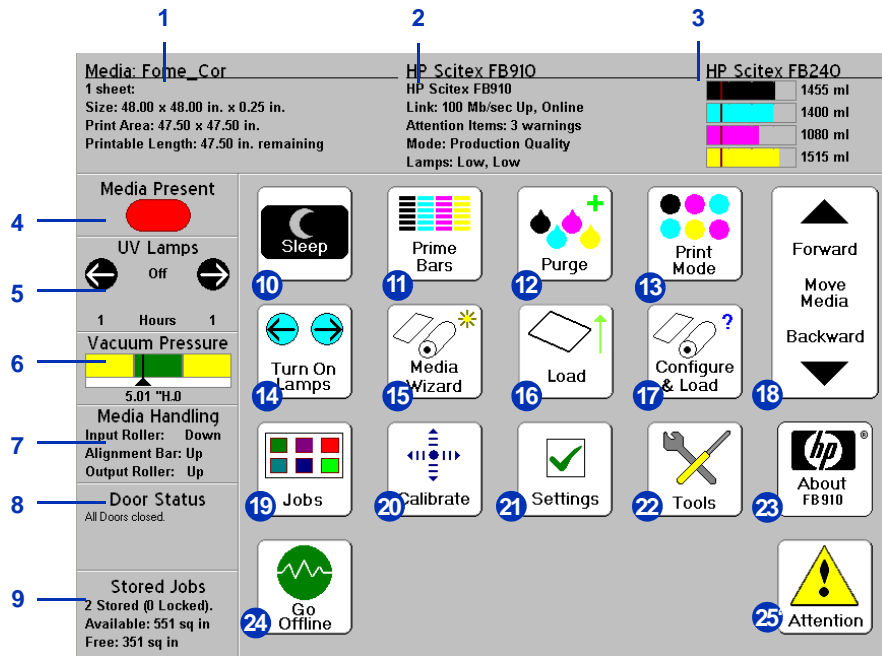 1
2
3
Media: Fome_Cor
1 sheet:
Size: 48.00 x 48.00 in. x 0.25 in.
Print Area: 47.50 x 47.50 in.
Printable Length: 47.50 in. remaining
HP Scitex FB910
HP Scitex FB910
Link: 100 Mb/sec Up, Online
Attention Items: 3 warnings
Mode: Production Quality
Lamps: Low, Low
HP Scitex FB240
1455 ml
1400 ml
1080 ml
1515 ml
4
Media Present
5
UV Lamps
Off
1 Hours 1
6
Vacuum Pressure
5.01 "H.0
7
Media Handling
Input Roller: Down
Alignment Bar: Up
Output Roller: Up
8
Door Status
All Doors closed.
9
Stored Jobs
2 Stored (0 Locked).
Available: 551 sq in
Free: 351 sq in
Sleep
10
Prime
Bars
11
Purge
12
Print
Mode
13
Forward
Move
Media
Backward
18
Turn On
Lamps
14
Media
Wizard
15
Load
16
?
Configure
& Load
17
Jobs
19
Calibrate
20
Settings
21
Tools
22
hp
®
About
FB910
23
Go
Offline
24
Attention
25